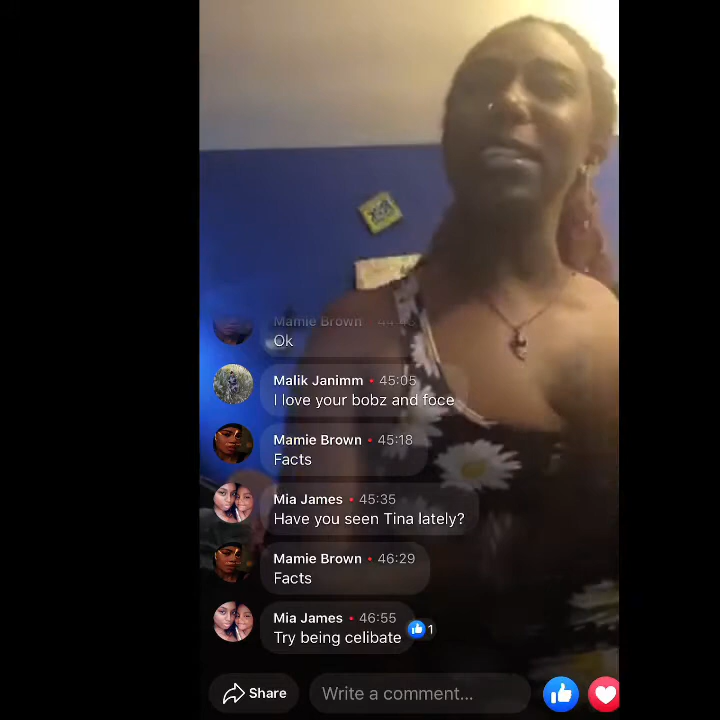 Mamie Brown
Ok
Malik Janimm • 45:05
I love your bobz and foce
Mamie Brown • 45:18
Facts
Mia James • 45:35
Have you seen Tina lately?
Mamie Brown • 46:29
Facts
Mia James • 46:55
Try being celibate
1
Share
Write a comment...